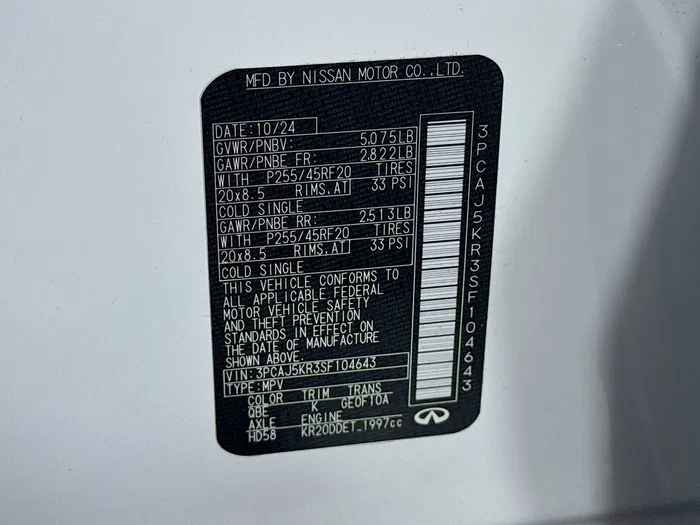 MFD BY NISSAN MOTOR CO.,LTD.
DATE:10/24
GVWR/PNBV: 5,075LB
GAWR/PNBE FR: 2,822LB
WITH P255/45RF20 TIRES
20x8.5 RIMS.AT 33 PSI
COLD SINGLE
GAWR/PNBE RR: 2,513LB
WITH P255/45RF20 TIRES
20x8.5 RIMS.AT 33 PSI
COLD SINGLE
THIS VEHICLE CONFORMS TO
ALL APPLICABLE FEDERAL
MOTOR VEHICLE SAFETY
AND THEFT PREVENTION
STANDARDS IN EFFECT ON
THE DATE OF MANUFACTURE
SHOWN ABOVE.
VIN:3PCAJ5KR3SF104643
TYPE:MPV
COLOR TRIM TRANS
QBE K GE0F10A
AXLE ENGINE
HD58 KR20DDET_1997cc
3PCAJ5KR3SF104643